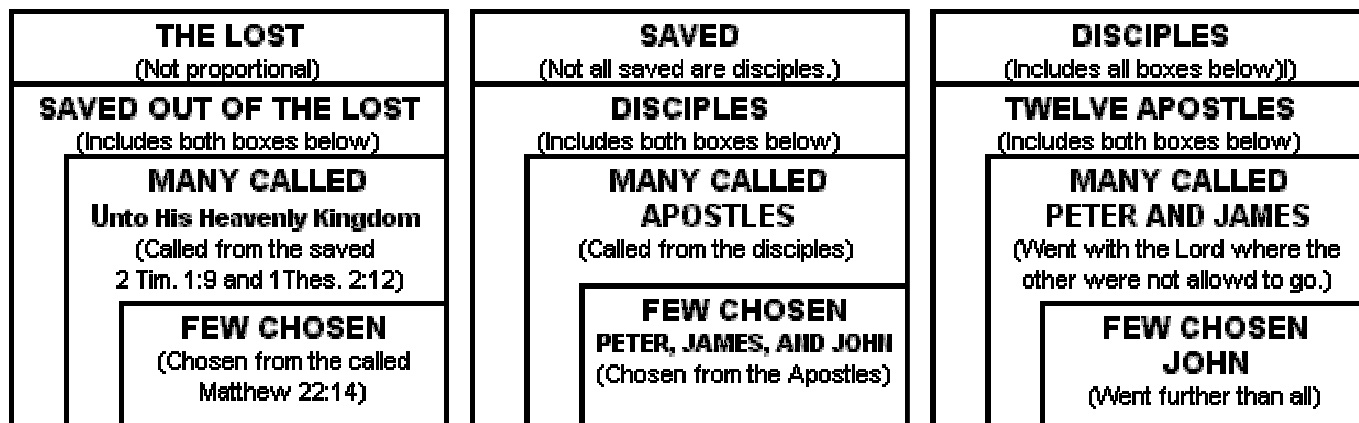 THE LOST
(Not proportional)
SAVED OUT OF THE LOST
(Includes both boxes below)
MANY CALLED
Unto His Heavenly Kingdom
(Called from the saved
2 Tim. 1:9 and 1Thes. 2:12)
FEW CHOSEN
(Chosen from the called
Matthew 22:14)
SAVED
(Not all saved are disciples.)
DISCIPLES
(Includes both boxes below)
MANY CALLED
APOSTLES
(Called from the disciples)
FEW CHOSEN
PETER, JAMES, AND JOHN
(Chosen from the Apostles)
DISCIPLES
(Includes all boxes below)l)
TWELVE APOSTLES
(Includes both boxes below)
MANY CALLED
PETER AND JAMES
(Went with the Lord where the
other were not allowd to go.)
FEW CHOSEN
JOHN
(Went further than all)